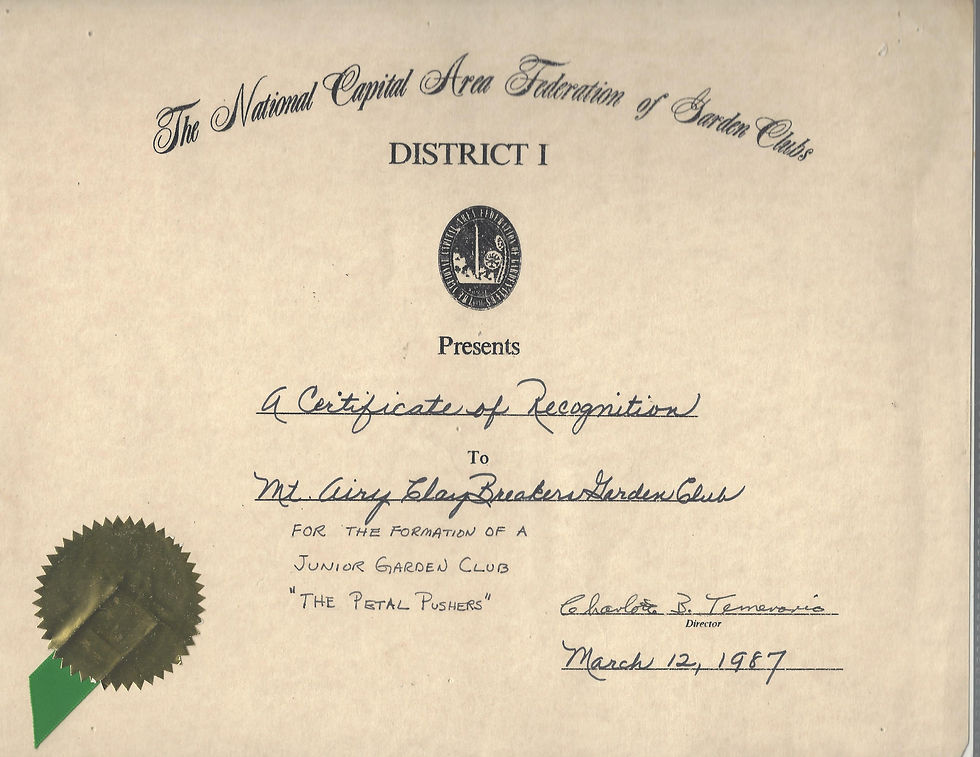 The National Capital Area Federation of Garden Clubs
DISTRICT I
Presents
A Certificate of Recognition
To
Mt. Airy Clay Breakers Garden Club
FOR THE FORMATION OF A
JUNIOR GARDEN CLUB
"THE PETAL PUSHERS"
B.
Director
March 12, 1987